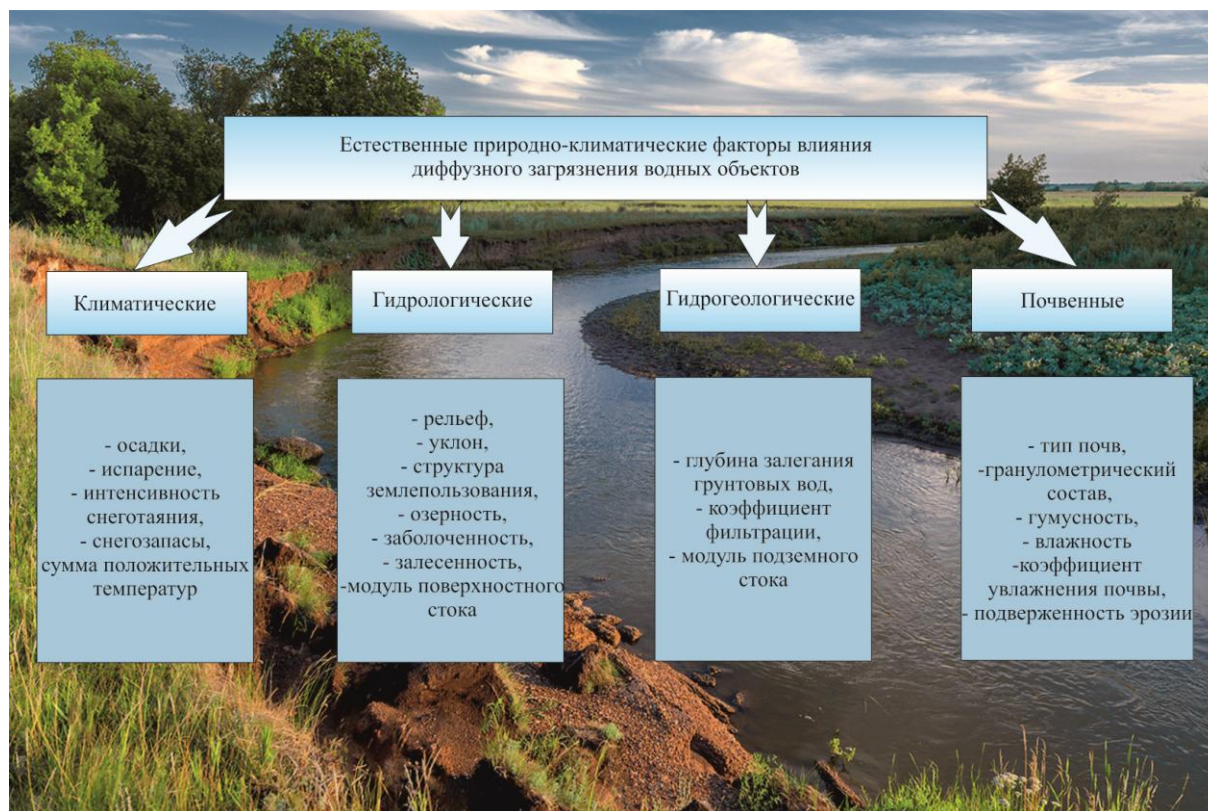 Естественные природно-климатические факторы влияния
диффузного загрязнения водных объектов
Климатические
Гидрологические
Гидрогеологические
Почвенные
- осадки,
- испарение,
- интенсивность
снеготаяния,
- снегозапасы,
сумма положительных
температур
- рельеф,
- уклон,
- структура
землепользования,
- озерность,
- заболоченность,
- залесенность,
-модуль поверхностного
стока
- глубина залегания
грунтовых вод,
- коэффициент
фильтрации,
- модуль подземного
стока
- тип почв,
-гранулометрический
состав,
- гумусность,
- влажность
-коэффициент
увлажнения почвы,
- подверженность эрозии